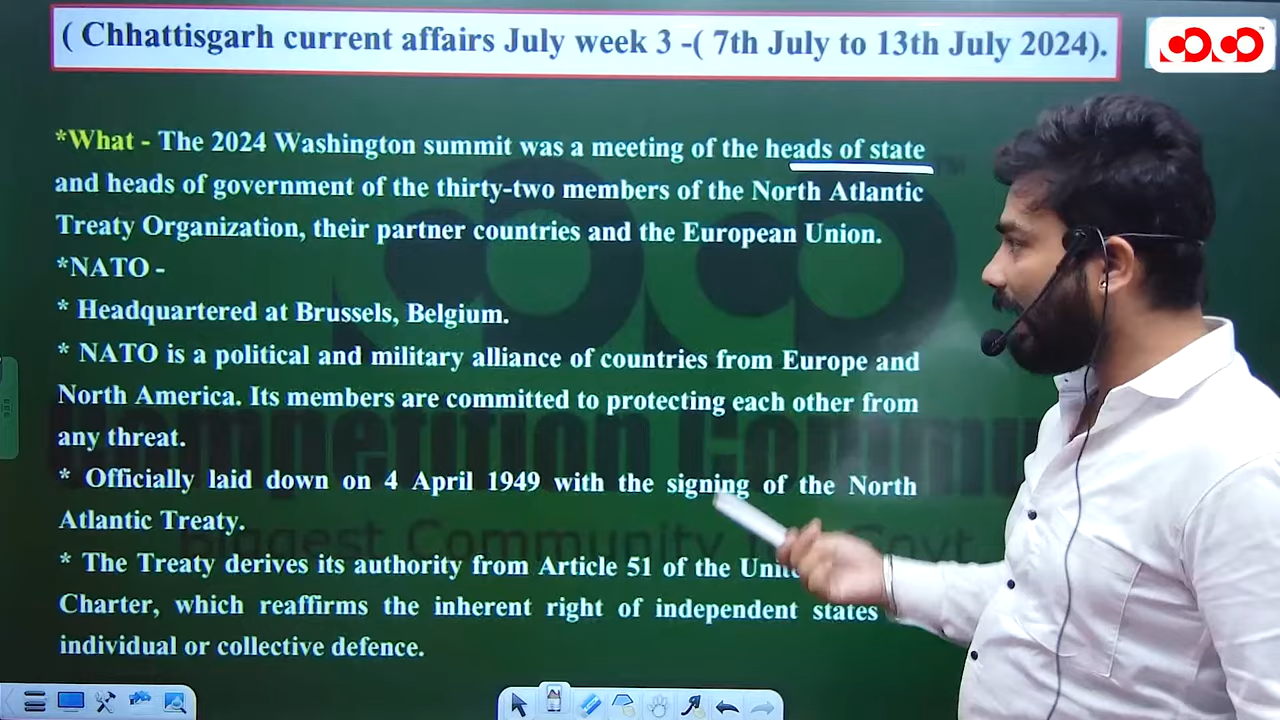 ( Chhattisgarh current affairs July week 3 -( 7th July to 13th July 2024).
*What - The 2024 Washington summit was a meeting of the heads of state
and heads of government of the thirty-two members of the North Atlantic
Treaty Organization, their partner countries and the European Union.
*NATO -
* Headquartered at Brussels, Belgium.
* NATO is a political and military alliance of countries from Europe and
North America. Its members are committed to protecting each other from
any threat.
* Officially laid down on 4 April 1949 with the signing of the North
Atlantic Treaty.
* The Treaty derives its authority from Article 51 of the
Charter, which reaffirms the inherent right of independent states
individual or collective defence.
Competition
Biggest Community Govt